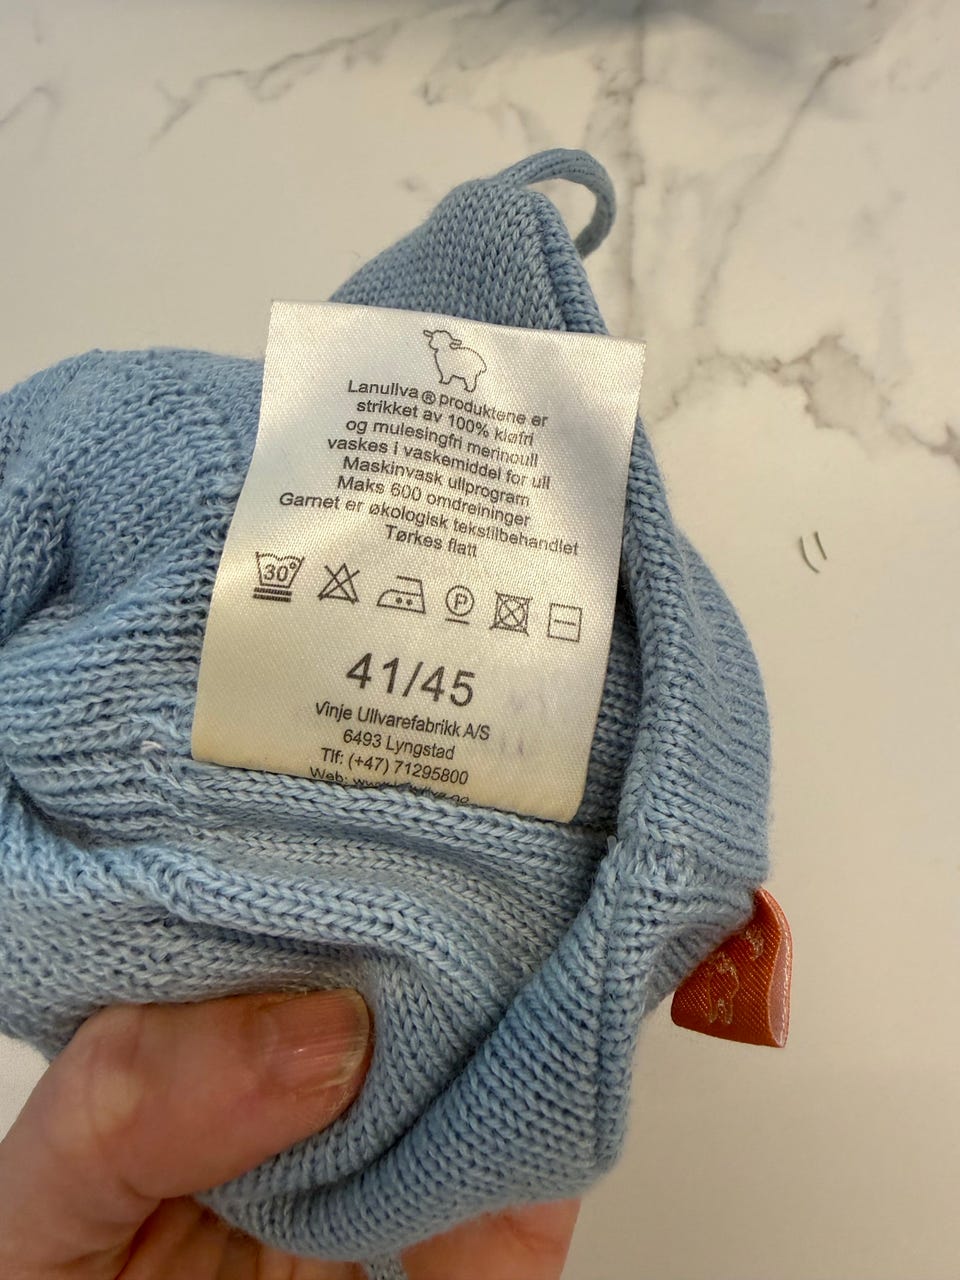 Lanullva® produktene er
strikket av 100% kløfri
og mulesingfri merinoull
vaskes i vaskemiddel for ull
Maskinvask ullprogram
Maks 600 omdreininger
Garnet er økologisk tekstilbehandlet
Tørkes flatt
30°
P
41/45
Vinje Ullvarefabrikk A/S
6493 Lyngstad
Tlf: (+47) 71295800
Web: